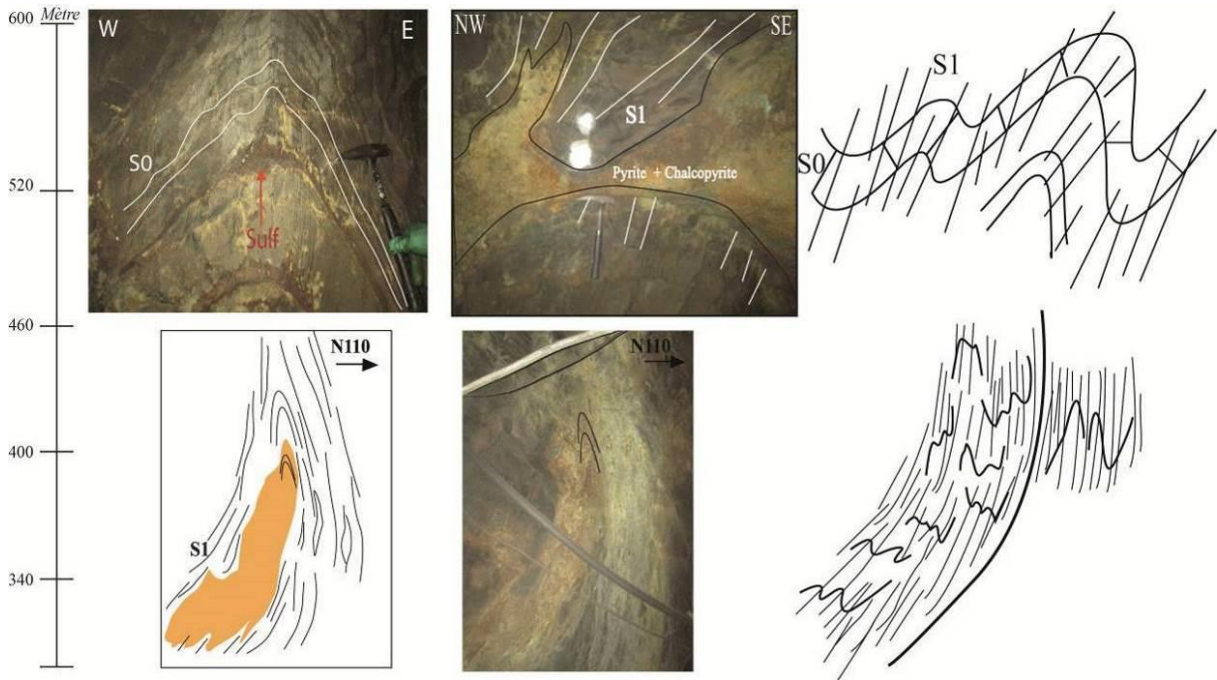 Mètre
600
520
460
400
340
W
E
S0
Sulf
NW
SE
S1
Pyrite + Chalcopyrite
S1
S0
N110
S1
N110